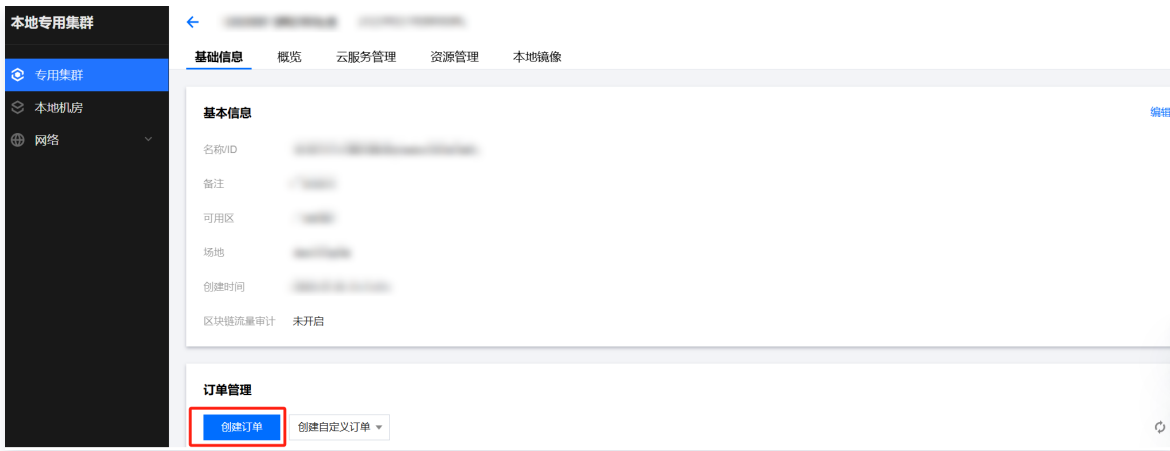 本地专用集群
专用集群
本地机房
网络
基础信息 概览 云服务管理 资源管理 本地镜像
基本信息 编辑
名称/ID
备注
可用区
场地
创建时间
区块链流量审计 未开启
订单管理
创建订单 创建自定义订单